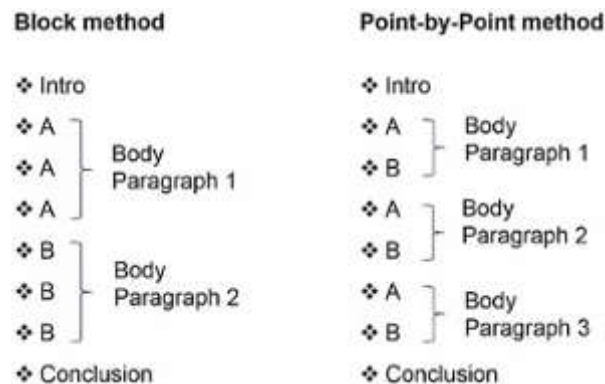 Block method
❖ Intro
❖ A
❖ A
❖ A
Body
Paragraph 1
❖ B
❖ B
❖ B
Body
Paragraph 2
❖ Conclusion
Point-by-Point method
❖ Intro
❖ A
❖ B
Body
Paragraph 1
❖ A
❖ B
Body
Paragraph 2
❖ A
❖ B
Body
Paragraph 3
❖ Conclusion